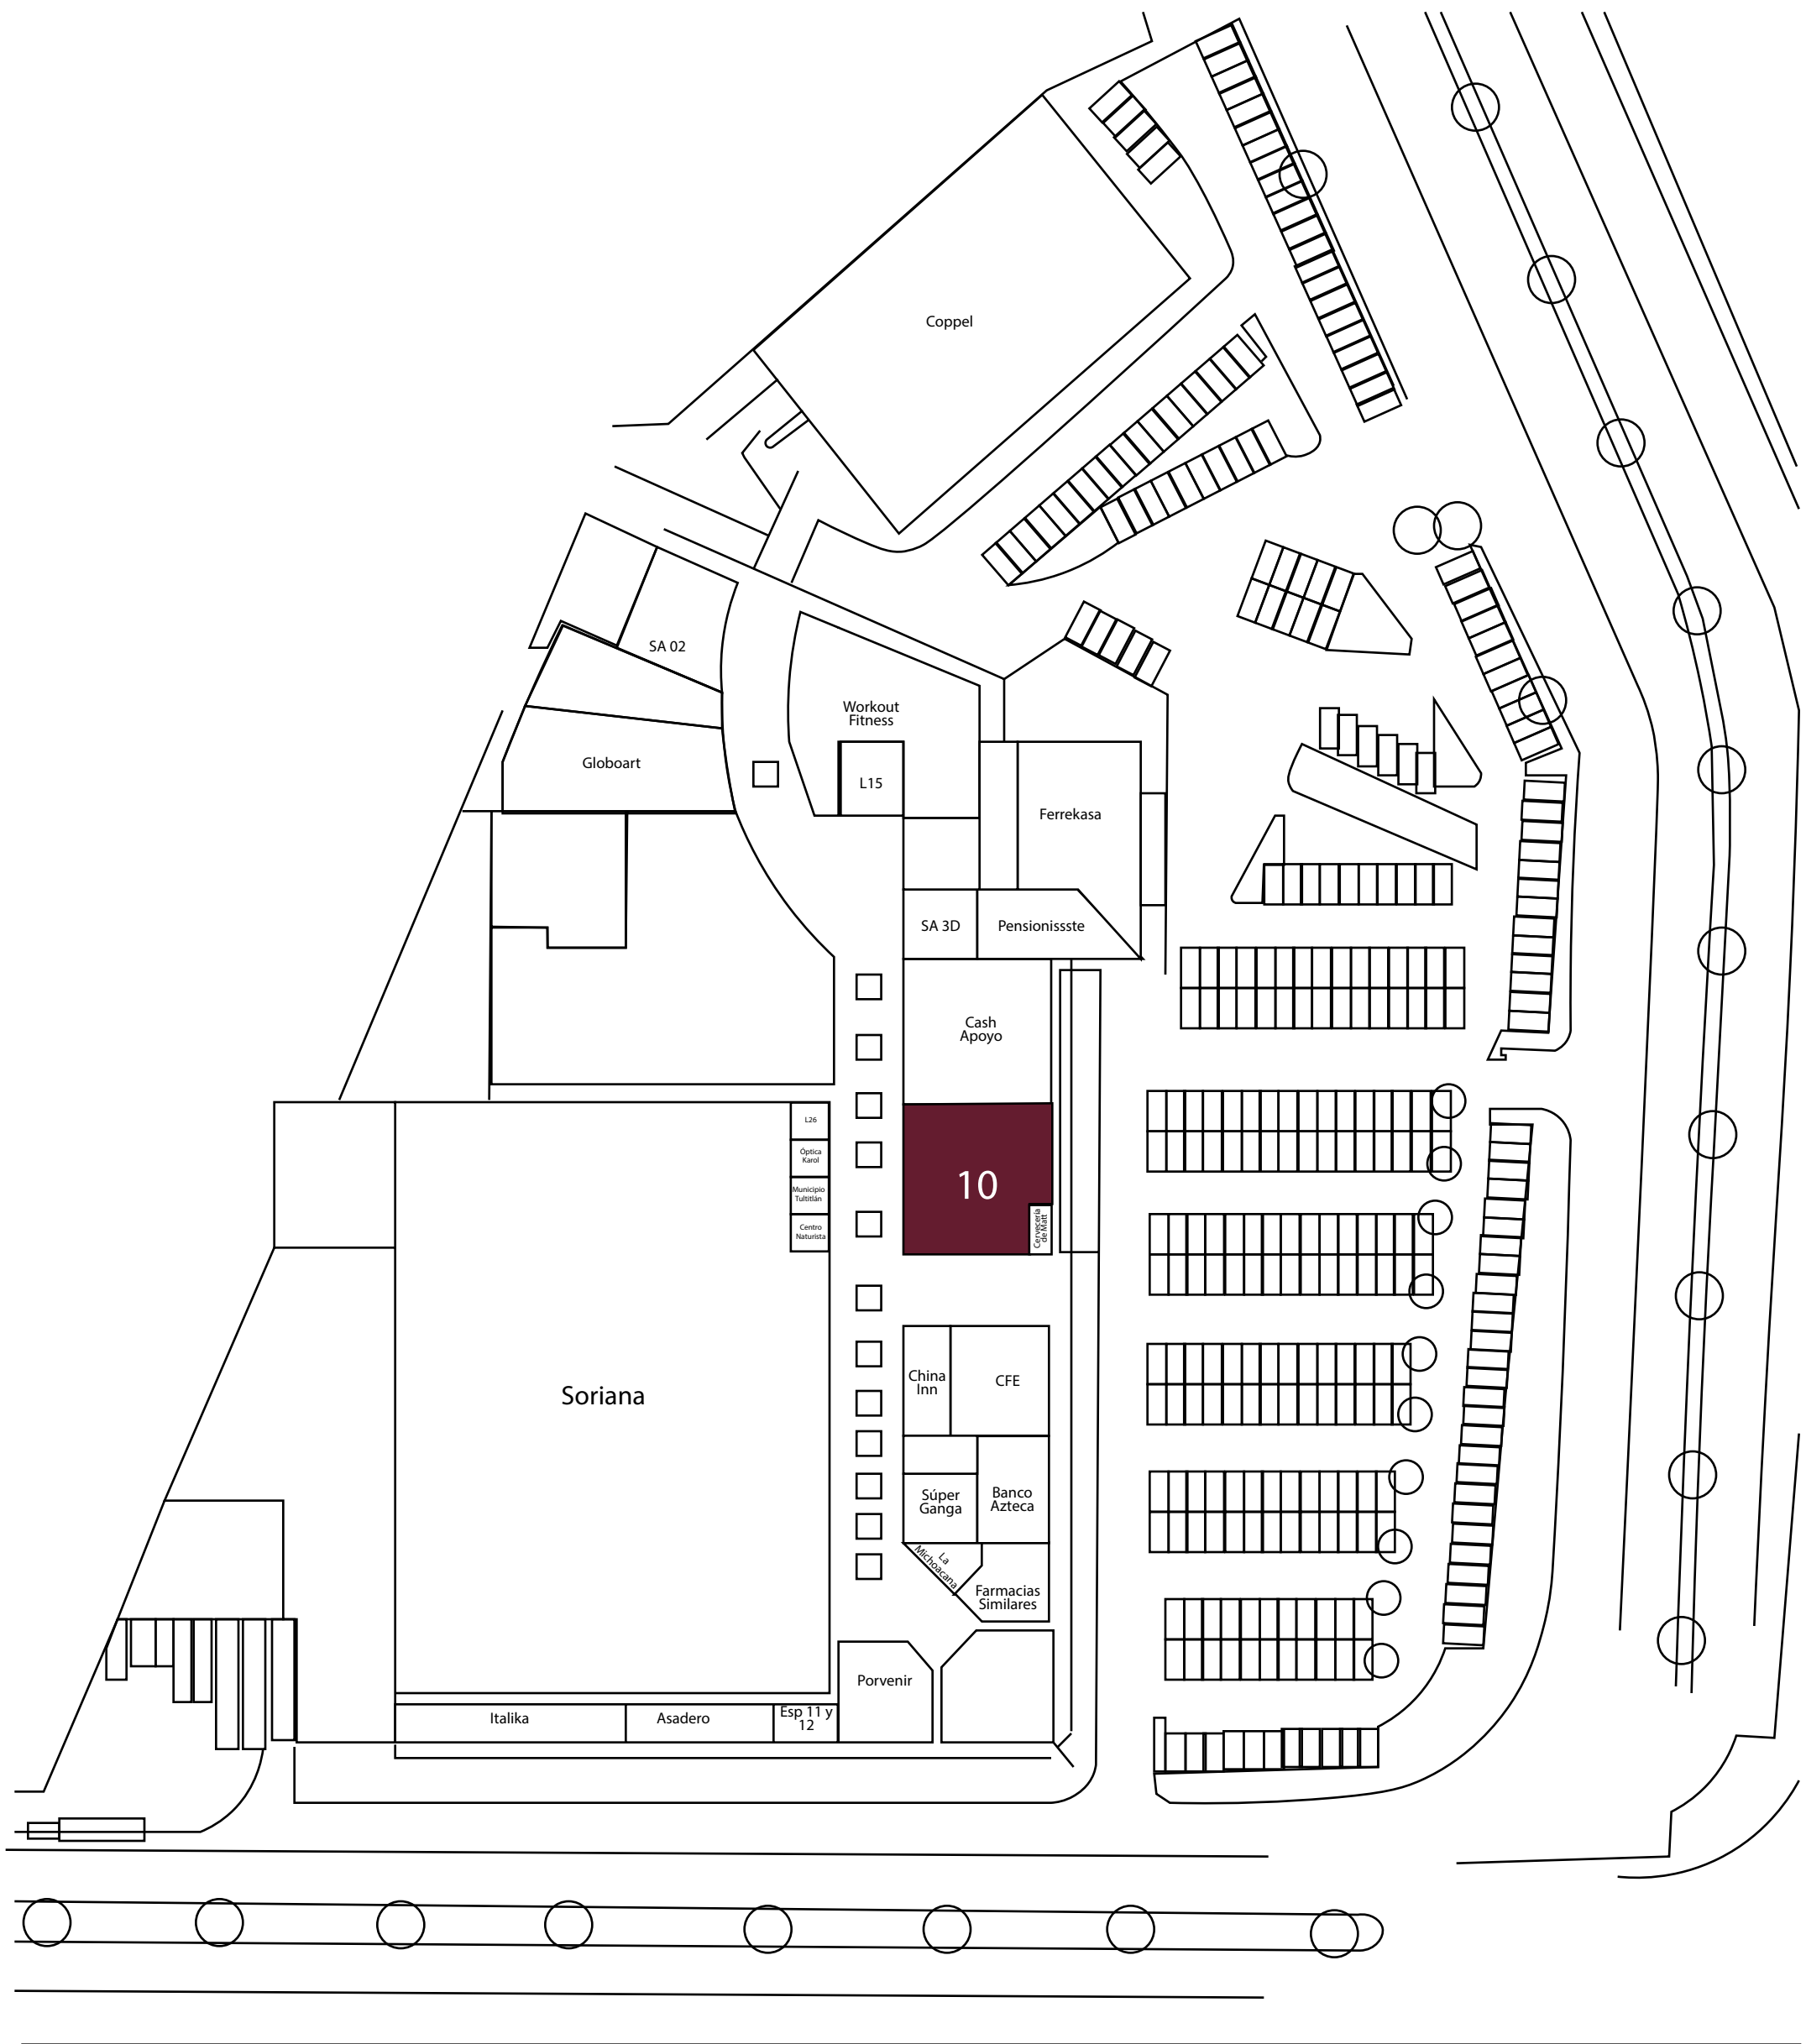 Coppel
SA 02
Workout
Fitness
Globoart
L15
Ferrekasa
SA 3D
Pensionissste
Cash
Apoyo
L26
Óptica
Karol
Municipio
Tultitlán
Centro
Naturista
10
Cervecería
de Matt
Soriana
China
Inn
CFE
Súper
Ganga
Banco
Azteca
La
Michoacana
Farmacias
Similares
Porvenir
Italika
Asadero
Esp 11 y
12